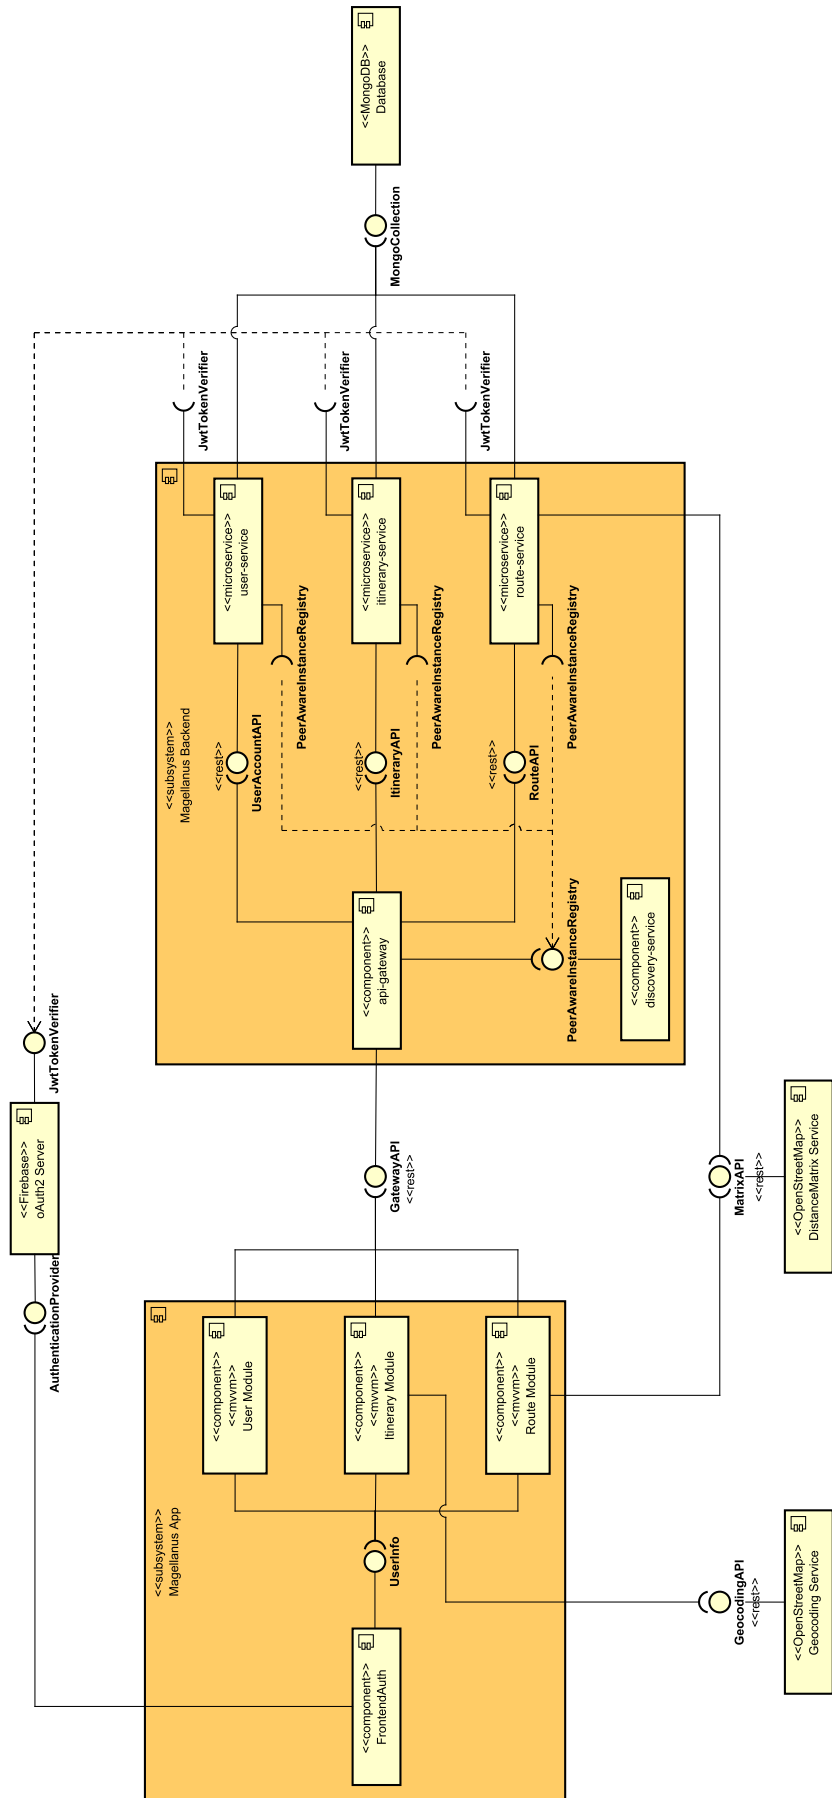 <<MongoDB>>
Database
MongoCollection
JwtTokenVerifier
JwtTokenVerifier
JwtTokenVerifier
<<subsystem>>
Magellanus Backend
<<microservice>>
user-service
<<microservice>>
itinerary-service
<<microservice>>
route-service
PeerAwareInstanceRegistry
PeerAwareInstanceRegistry
PeerAwareInstanceRegistry
<<rest>>
UserAccountAPI
<<rest>>
ItineraryAPI
<<rest>>
RouteAPI
<<component>>
api-gateway
PeerAwareInstanceRegistry
<<component>>
discovery-service
JwtTokenVerifier
<<Firebase>>
oAuth2 Server
AuthenticationProvider
GatewayAPI
<<rest>>
MatrixAPI
<<rest>>
<<OpenStreetMap>>
DistanceMatrix Service
<<subsystem>>
Magellanus App
<<component>>
<<mvvm>>
User Module
<<component>>
<<mvvm>>
Itinerary Module
<<component>>
<<mvvm>>
Route Module
UserInfo
<<component>>
FrontendAuth
GeocodingAPI
<<rest>>
<<OpenStreetMap>>
Geocoding Service